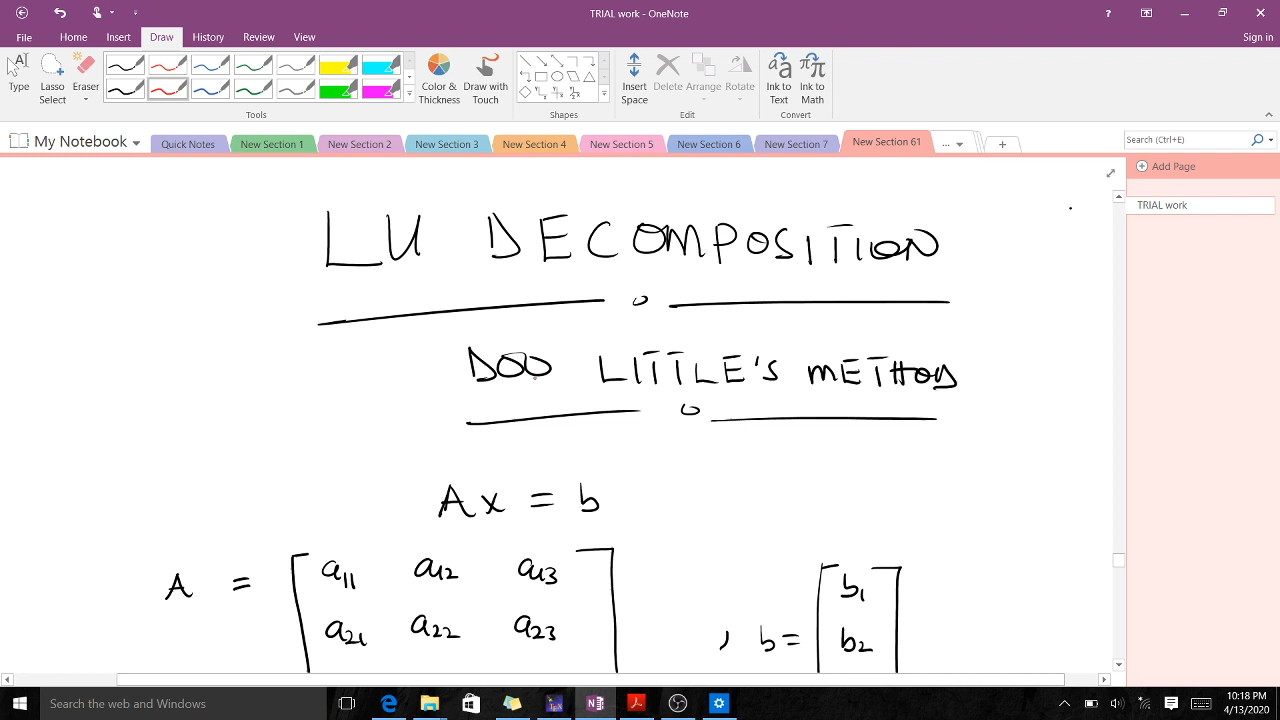 TRIAL work - OneNote
File Home Insert Draw History Review View Sign in
Type Lasso Select Eraser Color & Thickness Draw with Touch Insert Space Delete Arrange Rotate Ink to Text Ink to Math
Tools Shapes Edit Convert
My Notebook Quick Notes New Section 1 New Section 2 New Section 3 New Section 4 New Section 5 New Section 6 New Section 7 New Section 61 ... Search (Ctrl+E)
Add Page
TRIAL work
LU DECOMPOSITION
DOO LITTLE'S METHOD
Ax = b
A = a11 a12 a13
a21 a22 a23
, b = b1
b2
Search the web and Windows
10:18 PM
4/13/2020